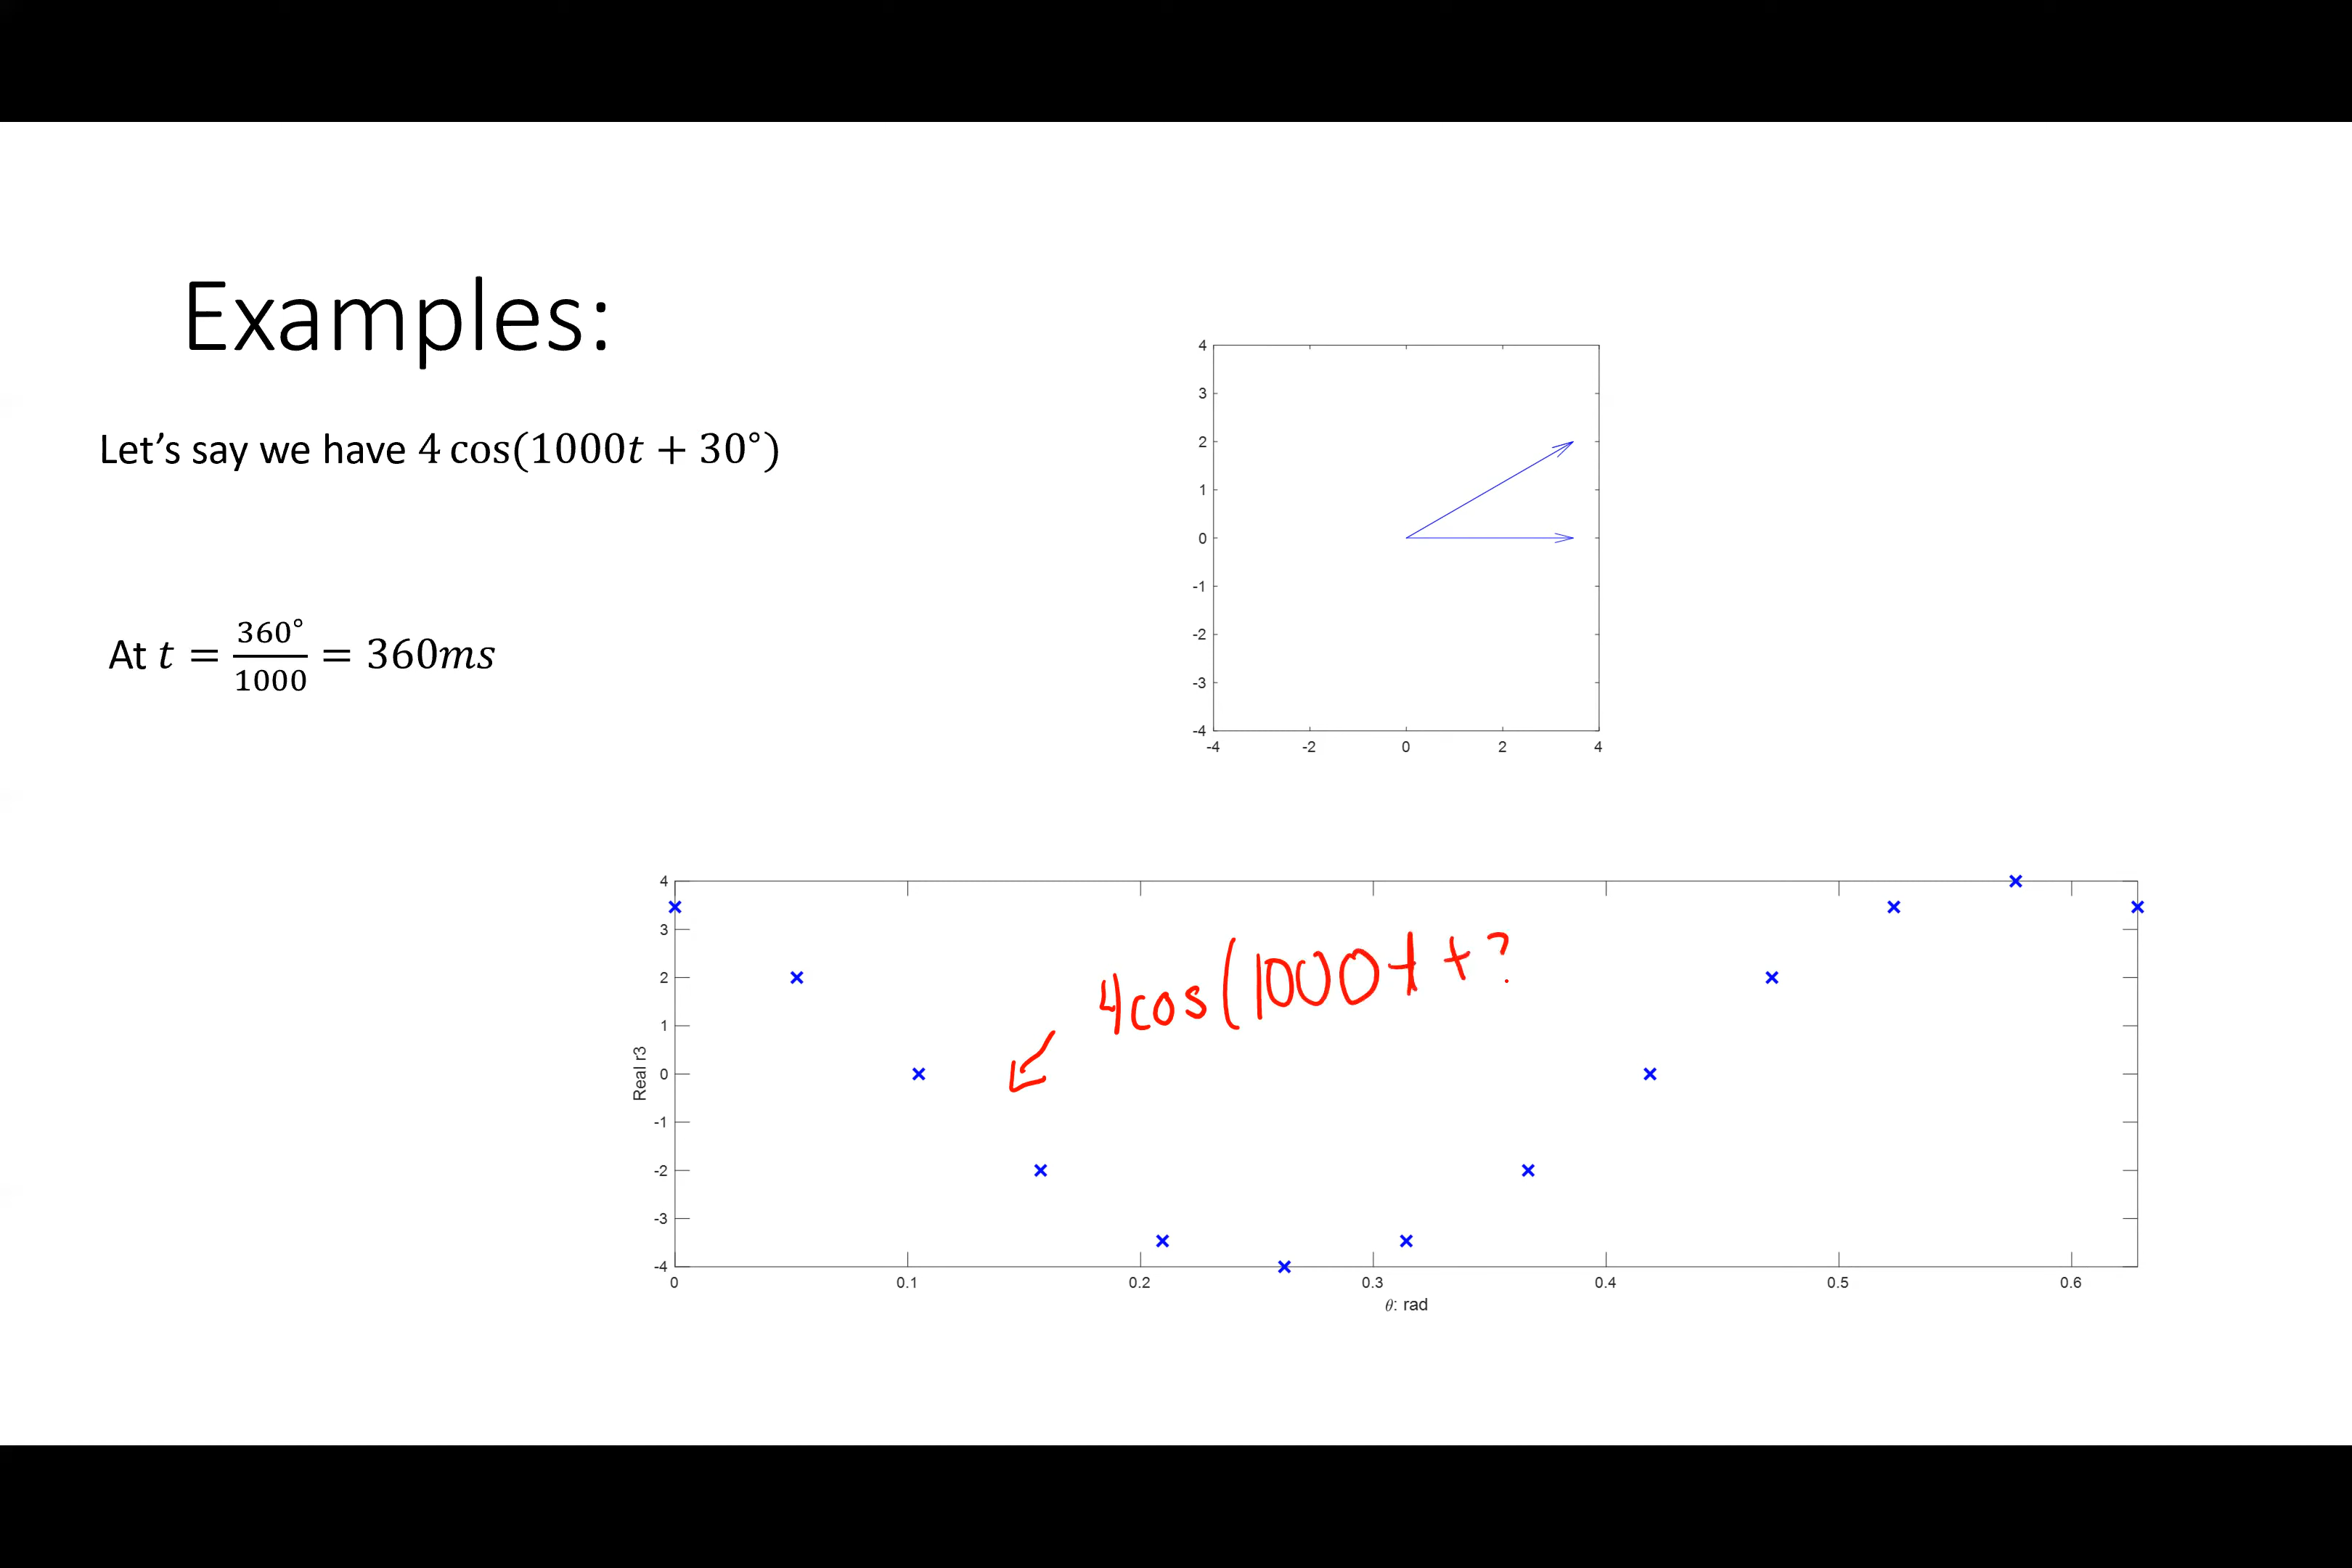 Examples:
Let's say we have 4 cos(1000t + 30°)
At t = 360°/1000 = 360ms
4
3
2
1
0
-1
-2
-3
-4
-4 -2 0 2 4
4
3
2
1
0
-1
-2
-3
-4
Real r3
4cos(1000t + ?
0 0.1 0.2 0.3 0.4 0.5 0.6
θ: rad